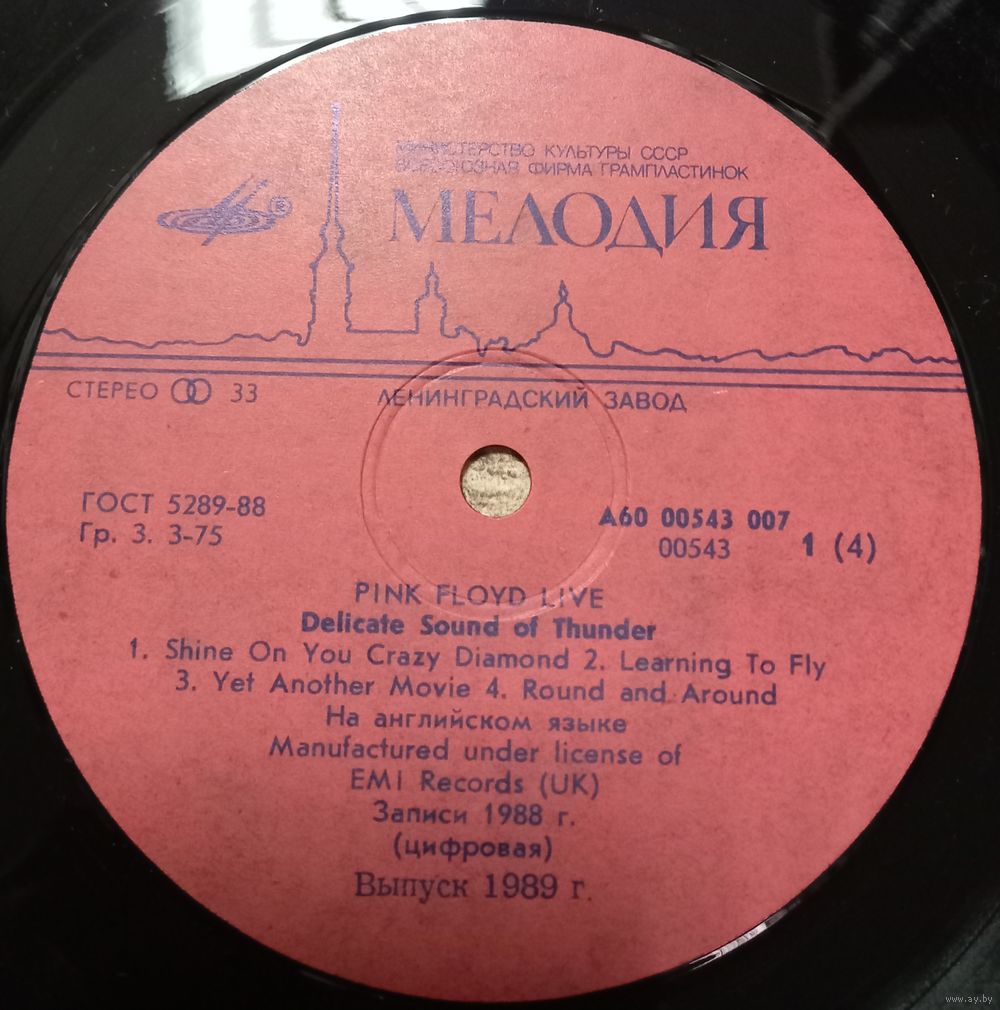 МИНИСТЕРСТВО КУЛЬТУРЫ СССР
ВСЕСОЮЗНАЯ ФИРМА ГРАМПЛАСТИНОК
®
МЕЛОДИЯ
СТЕРЕО 33
ЛЕНИНГРАДСКИЙ ЗАВОД
ГОСТ 5289-88
Гр. 3. 3-75
А60 00543 007
00543
1 (4)
PINK FLOYD LIVE
Delicate Sound of Thunder
1. Shine On You Crazy Diamond 2. Learning To Fly
3. Yet Another Movie 4. Round and Around
На английском языке
Manufactured under license of
EMI Records (UK)
Записи 1988 г.
(цифровая)
Выпуск 1989 г.
www.ay.by